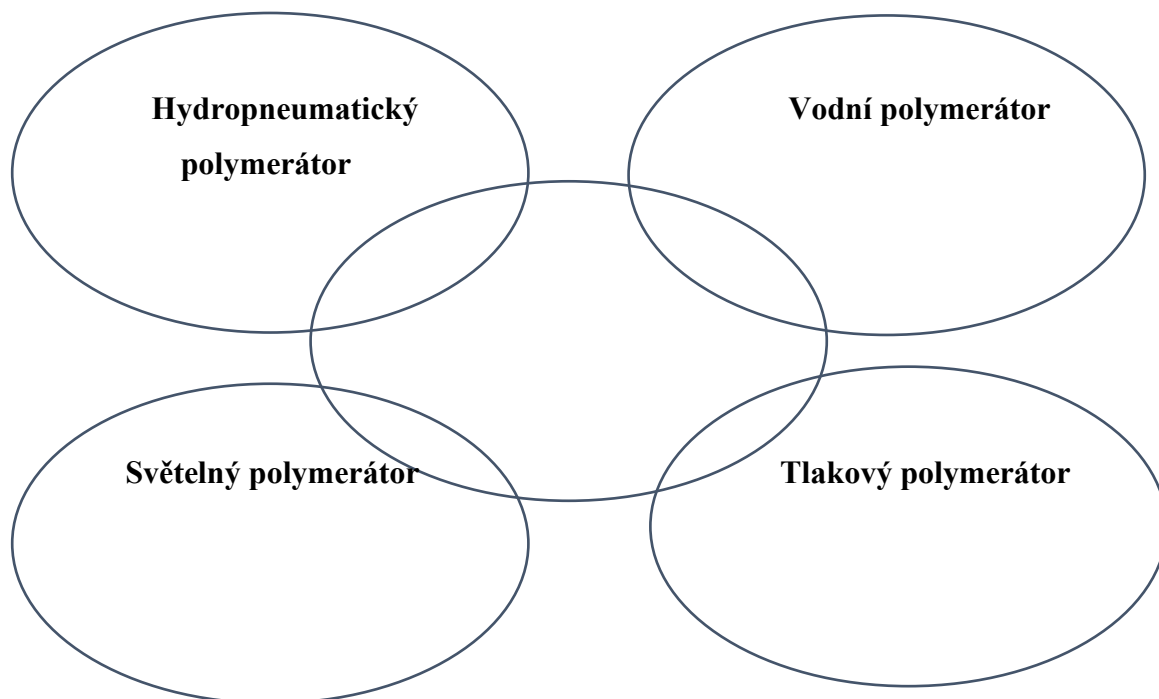 Hydropneumatický
polymerátor
Vodní polymerátor
Světelný polymerátor
Tlakový polymerátor